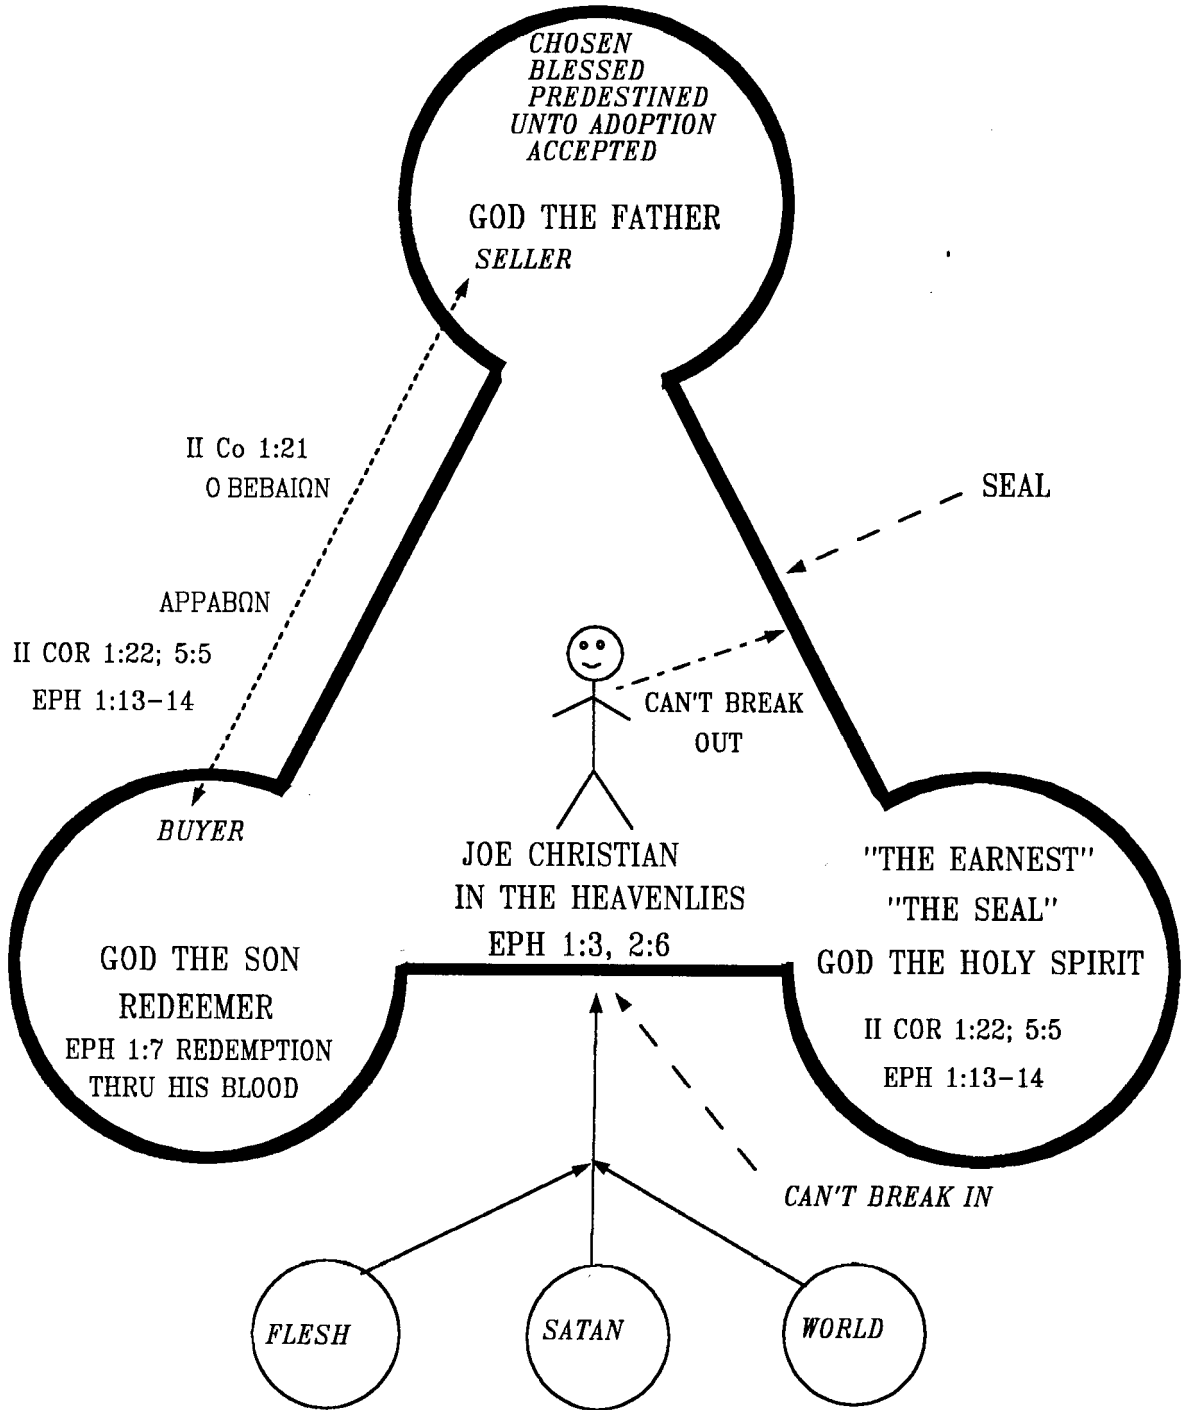 CHOSEN
BLESSED
PREDESTINED
UNTO ADOPTION
ACCEPTED
GOD THE FATHER
SELLER
II Co 1:21
Ο ΒΕΒΑΙΩΝ
SEAL
ΑΡΡΑΒΩΝ
II COR 1:22; 5:5
EPH 1:13-14
CAN'T BREAK
OUT
BUYER
JOE CHRISTIAN
IN THE HEAVENLIES
EPH 1:3, 2:6
"THE EARNEST"
"THE SEAL"
GOD THE HOLY SPIRIT
II COR 1:22; 5:5
EPH 1:13-14
GOD THE SON
REDEEMER
EPH 1:7 REDEMPTION
THRU HIS BLOOD
CAN'T BREAK IN
FLESH
SATAN
WORLD